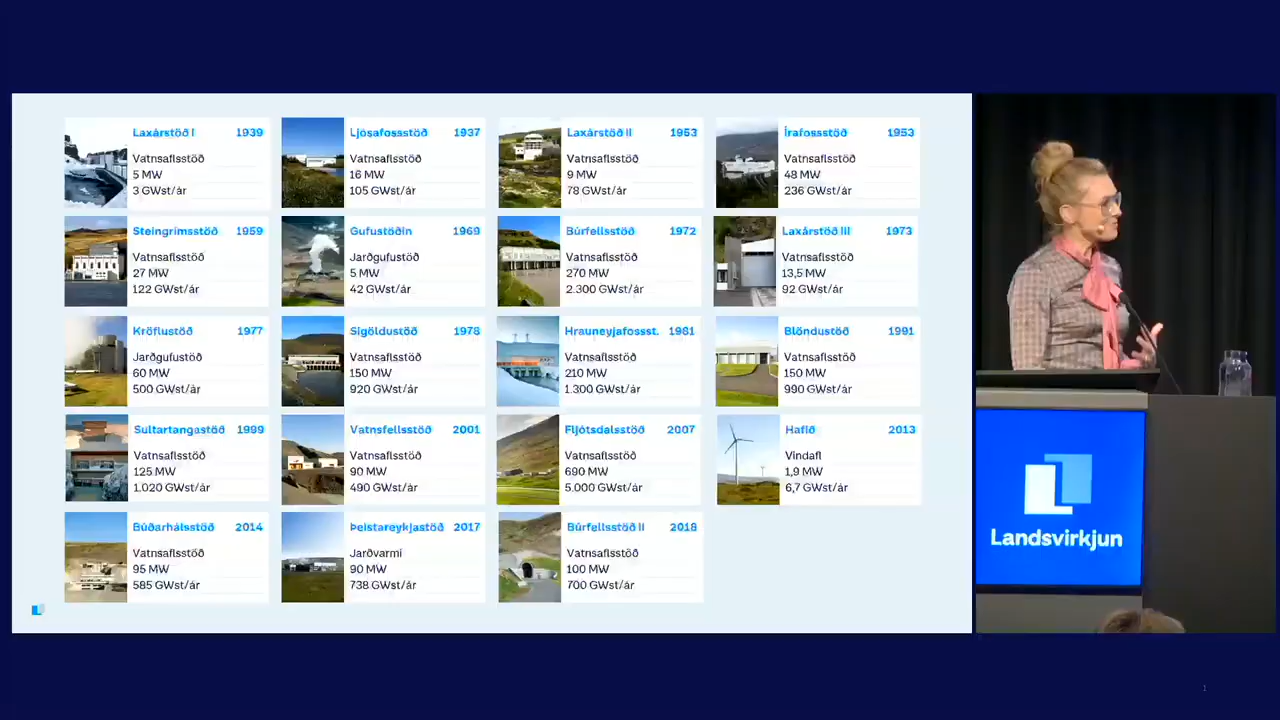 Laxárstöð I 1939
Vatnsaflsstöð
5 MW
3 GWst/ár
Ljósafossstöð 1937
Vatnsaflsstöð
16 MW
105 GWst/ár
Laxárstöð II 1953
Vatnsaflsstöð
9 MW
78 GWst/ár
Írafossstöð 1953
Vatnsaflsstöð
48 MW
236 GWst/ár
Steingrímsstöð 1959
Vatnsaflsstöð
27 MW
122 GWst/ár
Gufustöðin 1969
Jarðgufustöð
5 MW
42 GWst/ár
Búrfellsstöð 1972
Vatnsaflsstöð
270 MW
2.300 GWst/ár
Laxárstöð III 1973
Vatnsaflsstöð
13,5 MW
92 GWst/ár
Kröflustöð 1977
Jarðgufustöð
60 MW
500 GWst/ár
Sigöldustöð 1978
Vatnsaflsstöð
150 MW
920 GWst/ár
Hrauneyjafossst. 1981
Vatnsaflsstöð
210 MW
1.300 GWst/ár
Blöndustöð 1991
Vatnsaflsstöð
150 MW
990 GWst/ár
Sultartangastöð 1999
Vatnsaflsstöð
125 MW
1.020 GWst/ár
Vatnsfellsstöð 2001
Vatnsaflsstöð
90 MW
490 GWst/ár
Fljótsdalsstöð 2007
Vatnsaflsstöð
690 MW
5.000 GWst/ár
Hafið 2013
Vindafl
1,9 MW
6,7 GWst/ár
Búðarhálsstöð 2014
Vatnsaflsstöð
95 MW
585 GWst/ár
Þeistareykjastöð 2017
Jarðvarmi
90 MW
738 GWst/ár
Búrfellsstöð II 2018
Vatnsaflsstöð
100 MW
700 GWst/ár
Landsvirkjun
1